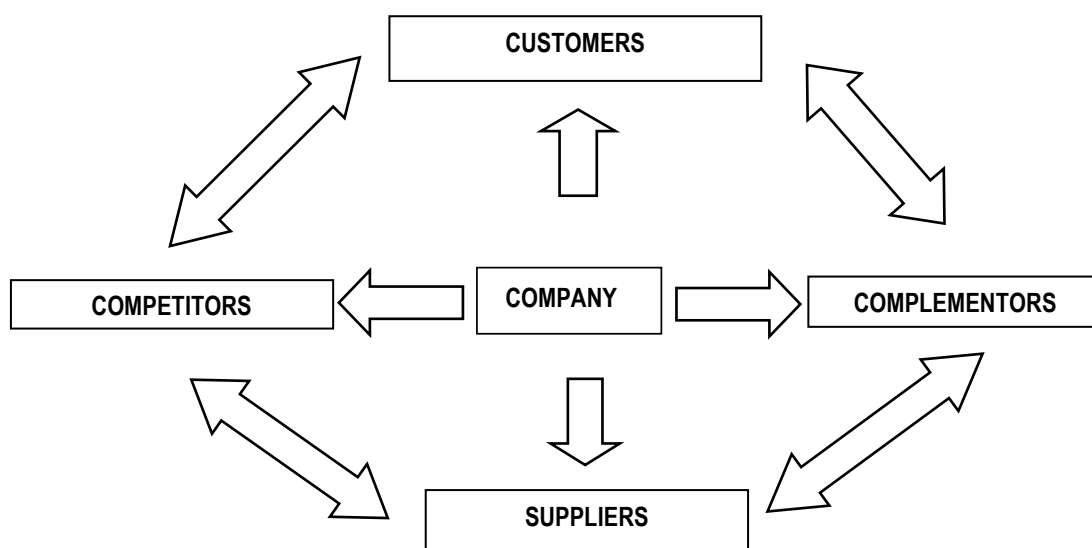 CUSTOMERS
COMPETITORS
COMPANY
COMPLEMENTORS
SUPPLIERS